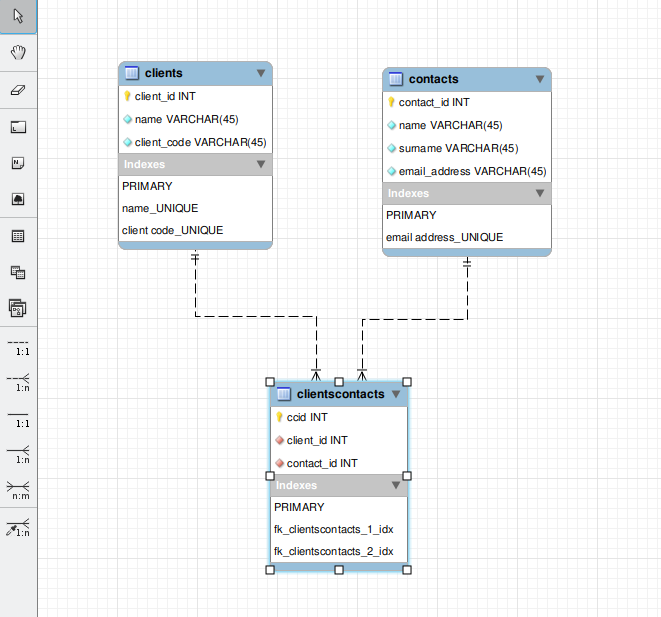 clients
client_id INT
name VARCHAR(45)
client_code VARCHAR(45)
Indexes
PRIMARY
name_UNIQUE
client code_UNIQUE
contacts
contact_id INT
name VARCHAR(45)
surname VARCHAR(45)
email_address VARCHAR(45)
Indexes
PRIMARY
email address_UNIQUE
clientscontacts
ccid INT
client_id INT
contact_id INT
Indexes
PRIMARY
fk_clientscontacts_1_idx
fk_clientscontacts_2_idx
1:1
1:n
1:1
1:n
n:m
1:n